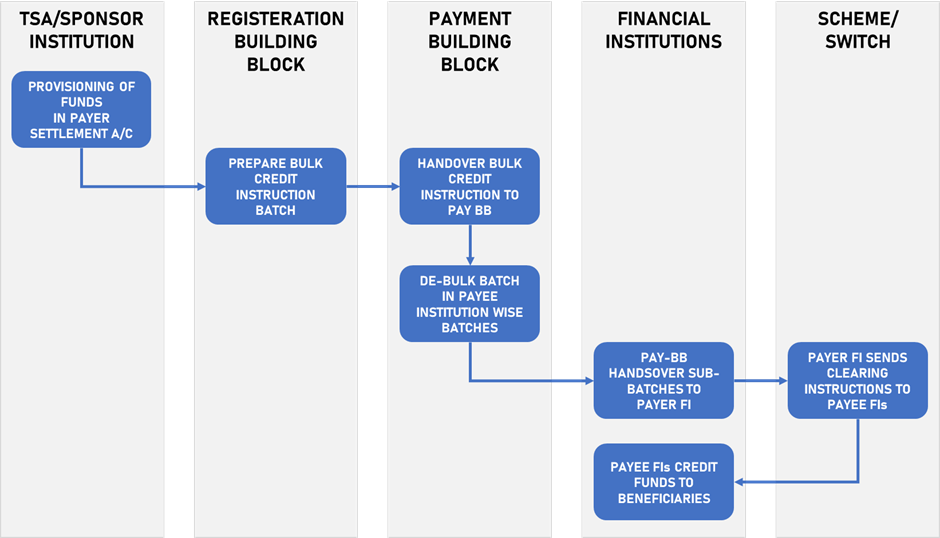 TSA/SPONSOR
INSTITUTION
REGISTERATION
BUILDING
BLOCK
PAYMENT
BUILDING
BLOCK
FINANCIAL
INSTITUTIONS
SCHEME/
SWITCH
PROVISIONING OF
FUNDS
IN PAYER
SETTLEMENT A/C
PREPARE BULK
CREDIT
INSTRUCTION
BATCH
HANDOVER BULK
CREDIT
INSTRUCTION TO
PAY BB
DE-BULK BATCH
IN PAYEE
INSTITUTION WISE
BATCHES
PAY-BB
HANDSOVER SUB-
BATCHES TO
PAYER FI
PAYER FI SENDS
CLEARING
INSTRUCTIONS TO
PAYEE FIs
PAYEE FIs CREDIT
FUNDS TO
BENEFICIARIES